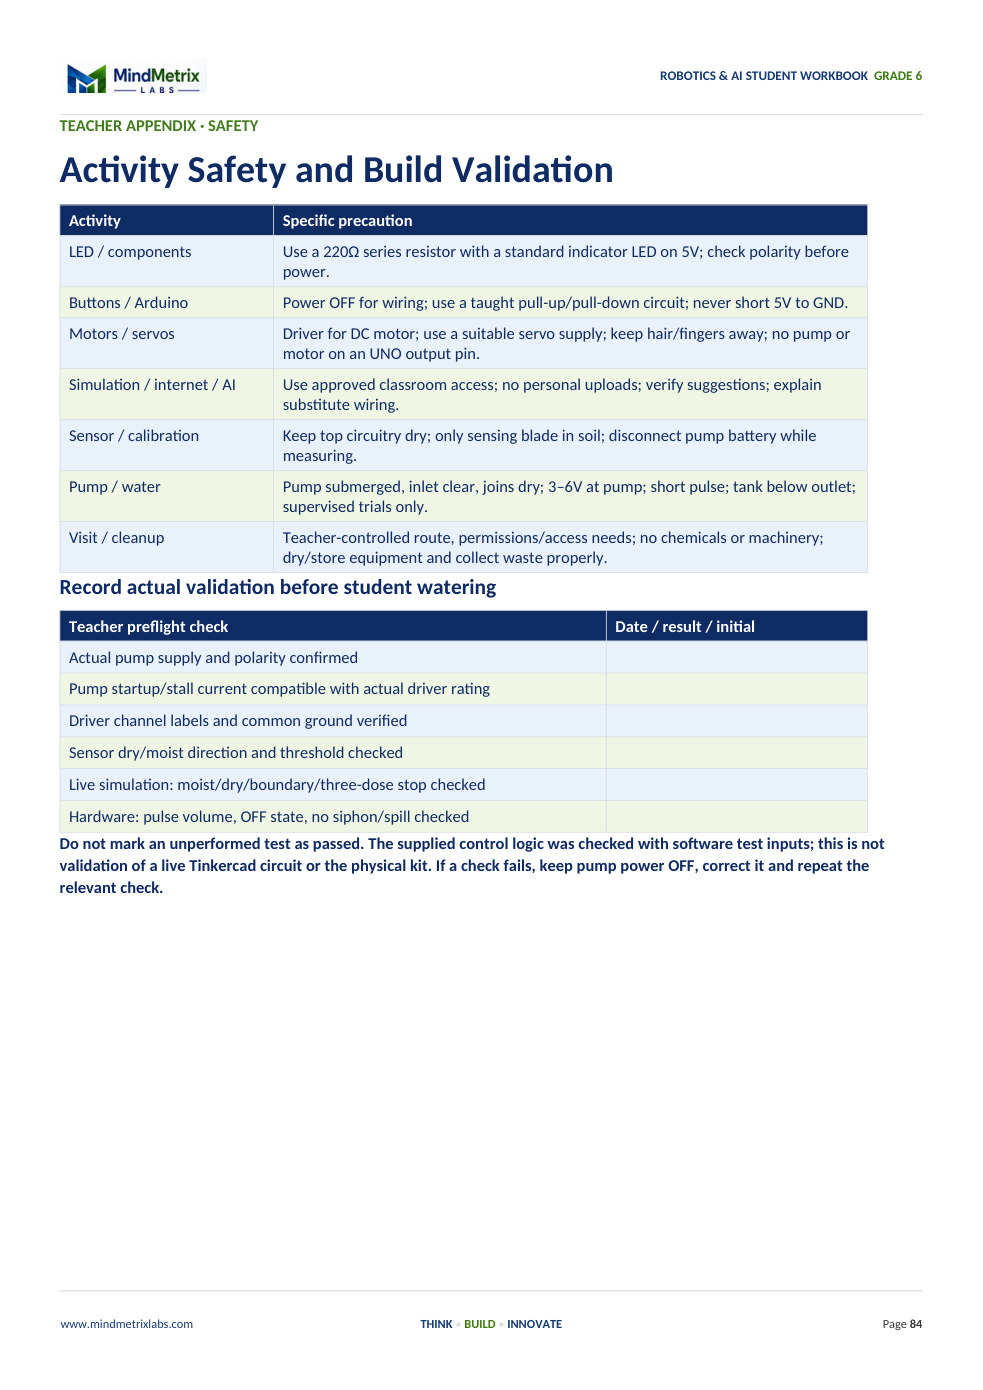 MindMetrix
LABS
ROBOTICS & AI STUDENT WORKBOOK GRADE 6
TEACHER APPENDIX · SAFETY
Activity Safety and Build Validation
Activity
Specific precaution
LED / components
Use a 220Ω series resistor with a standard indicator LED on 5V; check polarity before
power.
Buttons / Arduino
Power OFF for wiring; use a taught pull-up/pull-down circuit; never short 5V to GND.
Motors / servos
Driver for DC motor; use a suitable servo supply; keep hair/fingers away; no pump or
motor on an UNO output pin.
Simulation / internet / AI
Use approved classroom access; no personal uploads; verify suggestions; explain
substitute wiring.
Sensor / calibration
Keep top circuitry dry; only sensing blade in soil; disconnect pump battery while
measuring.
Pump / water
Pump submerged, inlet clear, joins dry; 3–6V at pump; short pulse; tank below outlet;
supervised trials only.
Visit / cleanup
Teacher-controlled route, permissions/access needs; no chemicals or machinery;
dry/store equipment and collect waste properly.
Record actual validation before student watering
Teacher preflight check
Date / result / initial
Actual pump supply and polarity confirmed
Pump startup/stall current compatible with actual driver rating
Driver channel labels and common ground verified
Sensor dry/moist direction and threshold checked
Live simulation: moist/dry/boundary/three-dose stop checked
Hardware: pulse volume, OFF state, no siphon/spill checked
Do not mark an unperformed test as passed. The supplied control logic was checked with software test inputs; this is not
validation of a live Tinkercad circuit or the physical kit. If a check fails, keep pump power OFF, correct it and repeat the
relevant check.
www.mindmetrixlabs.com
THINK • BUILD • INNOVATE
Page 84